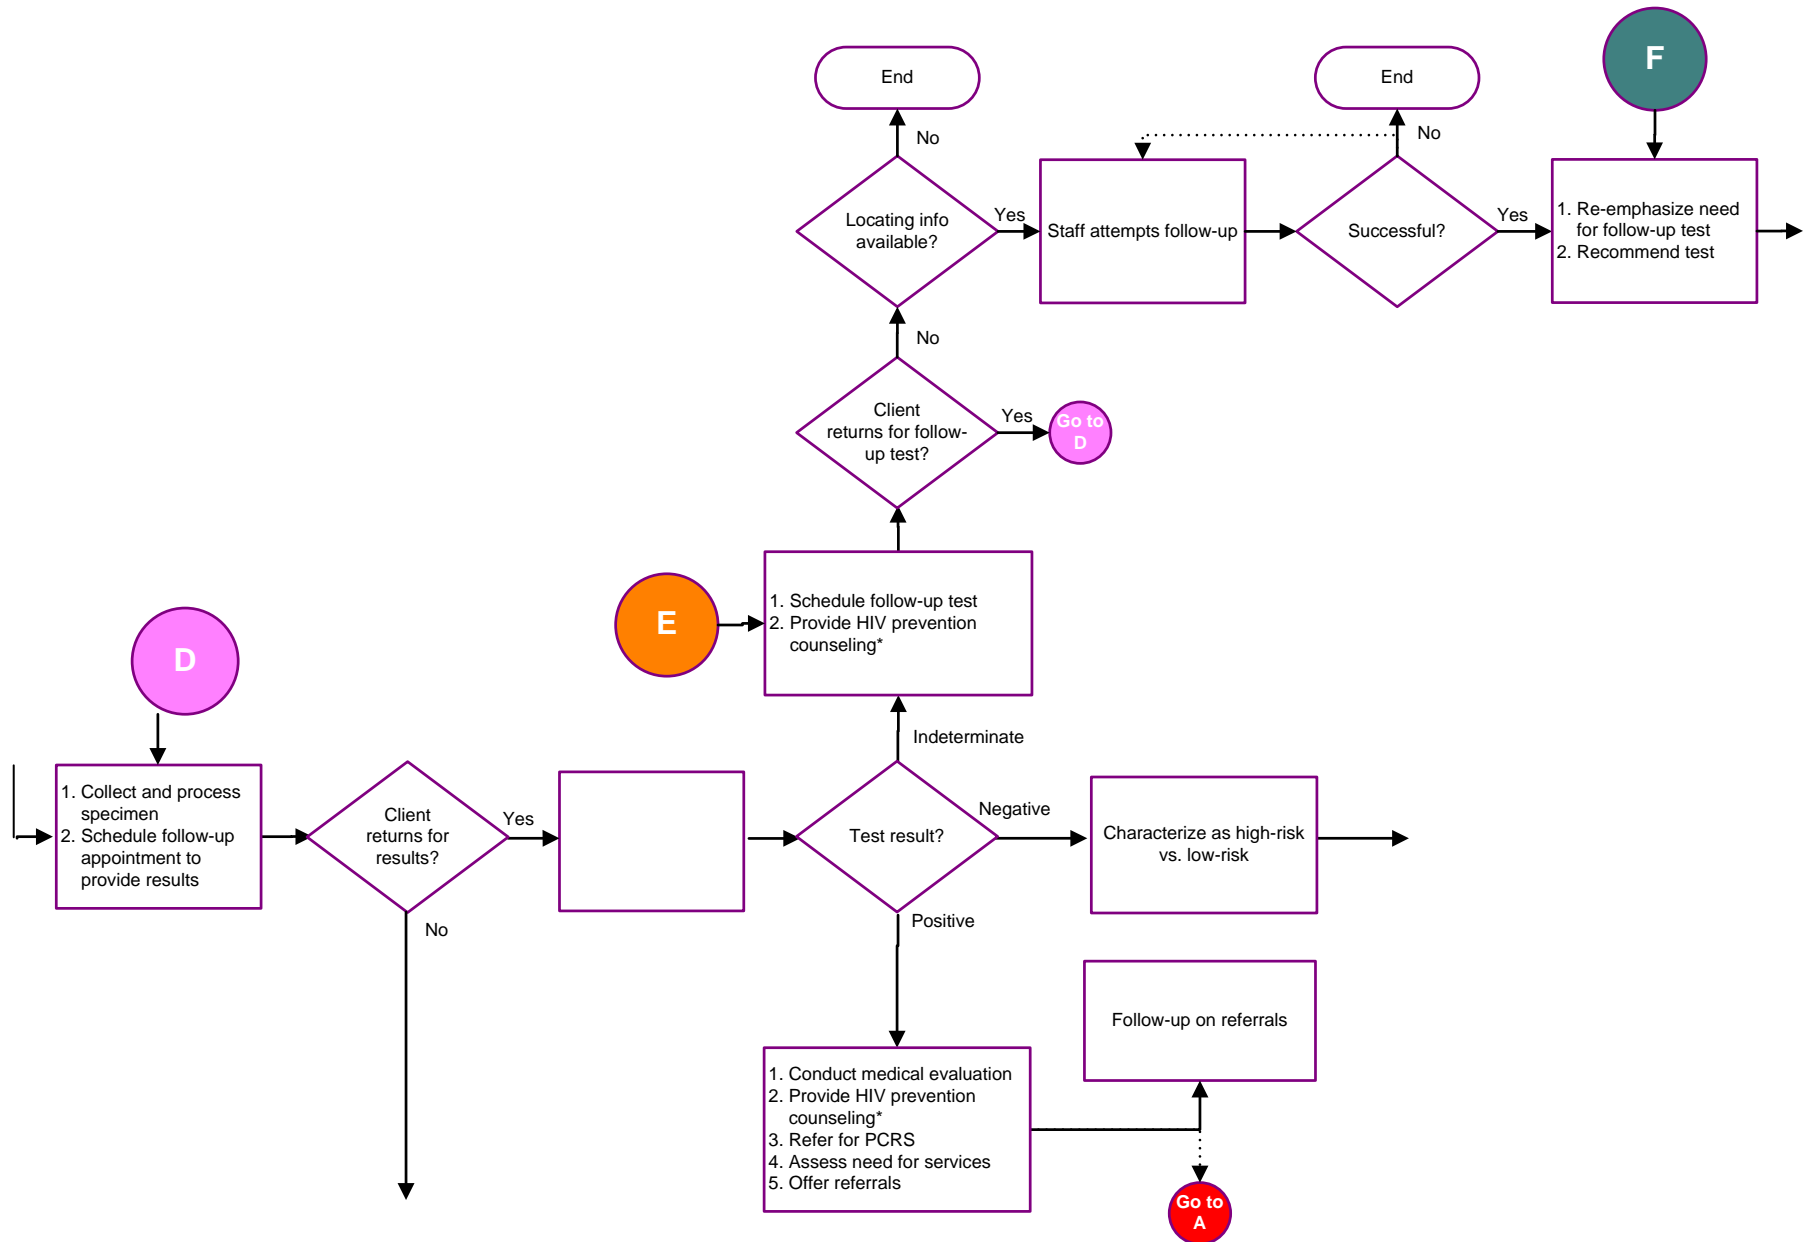 End
End
F
No
No
Locating info
available?
Yes
Staff attempts follow-up
Successful?
Yes
1. Re-emphasize need
for follow-up test
2. Recommend test
No
Client
returns for follow-
up test?
Yes
Go to
D
E
1. Schedule follow-up test
2. Provide HIV prevention
counseling*
D
Indeterminate
1. Collect and process
specimen
2. Schedule follow-up
appointment to
provide results
Client
returns for
results?
Yes
Test result?
Negative
Characterize as high-risk
vs. low-risk
No
Positive
Follow-up on referrals
1. Conduct medical evaluation
2. Provide HIV prevention
counseling*
3. Refer for PCRS
4. Assess need for services
5. Offer referrals
Go to
A